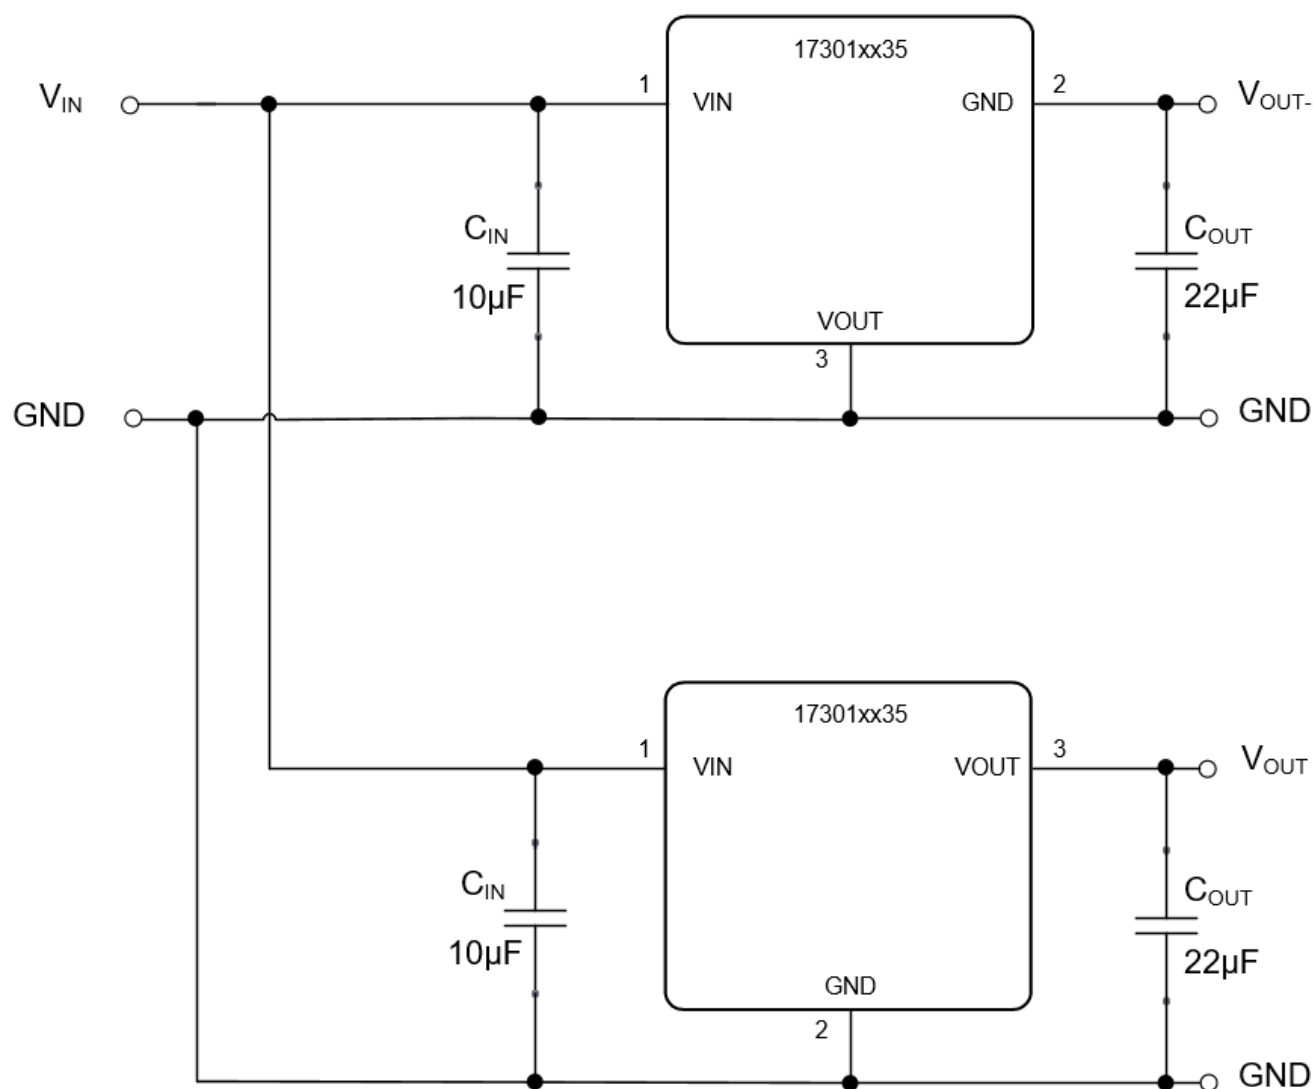 17301xx35
V_IN
1
VIN
GND
2
V_OUT-
C_IN
10µF
C_OUT
22µF
VOUT
3
GND
GND
17301xx35
1
VIN
VOUT
3
V_OUT
C_IN
10µF
C_OUT
22µF
GND
2
GND